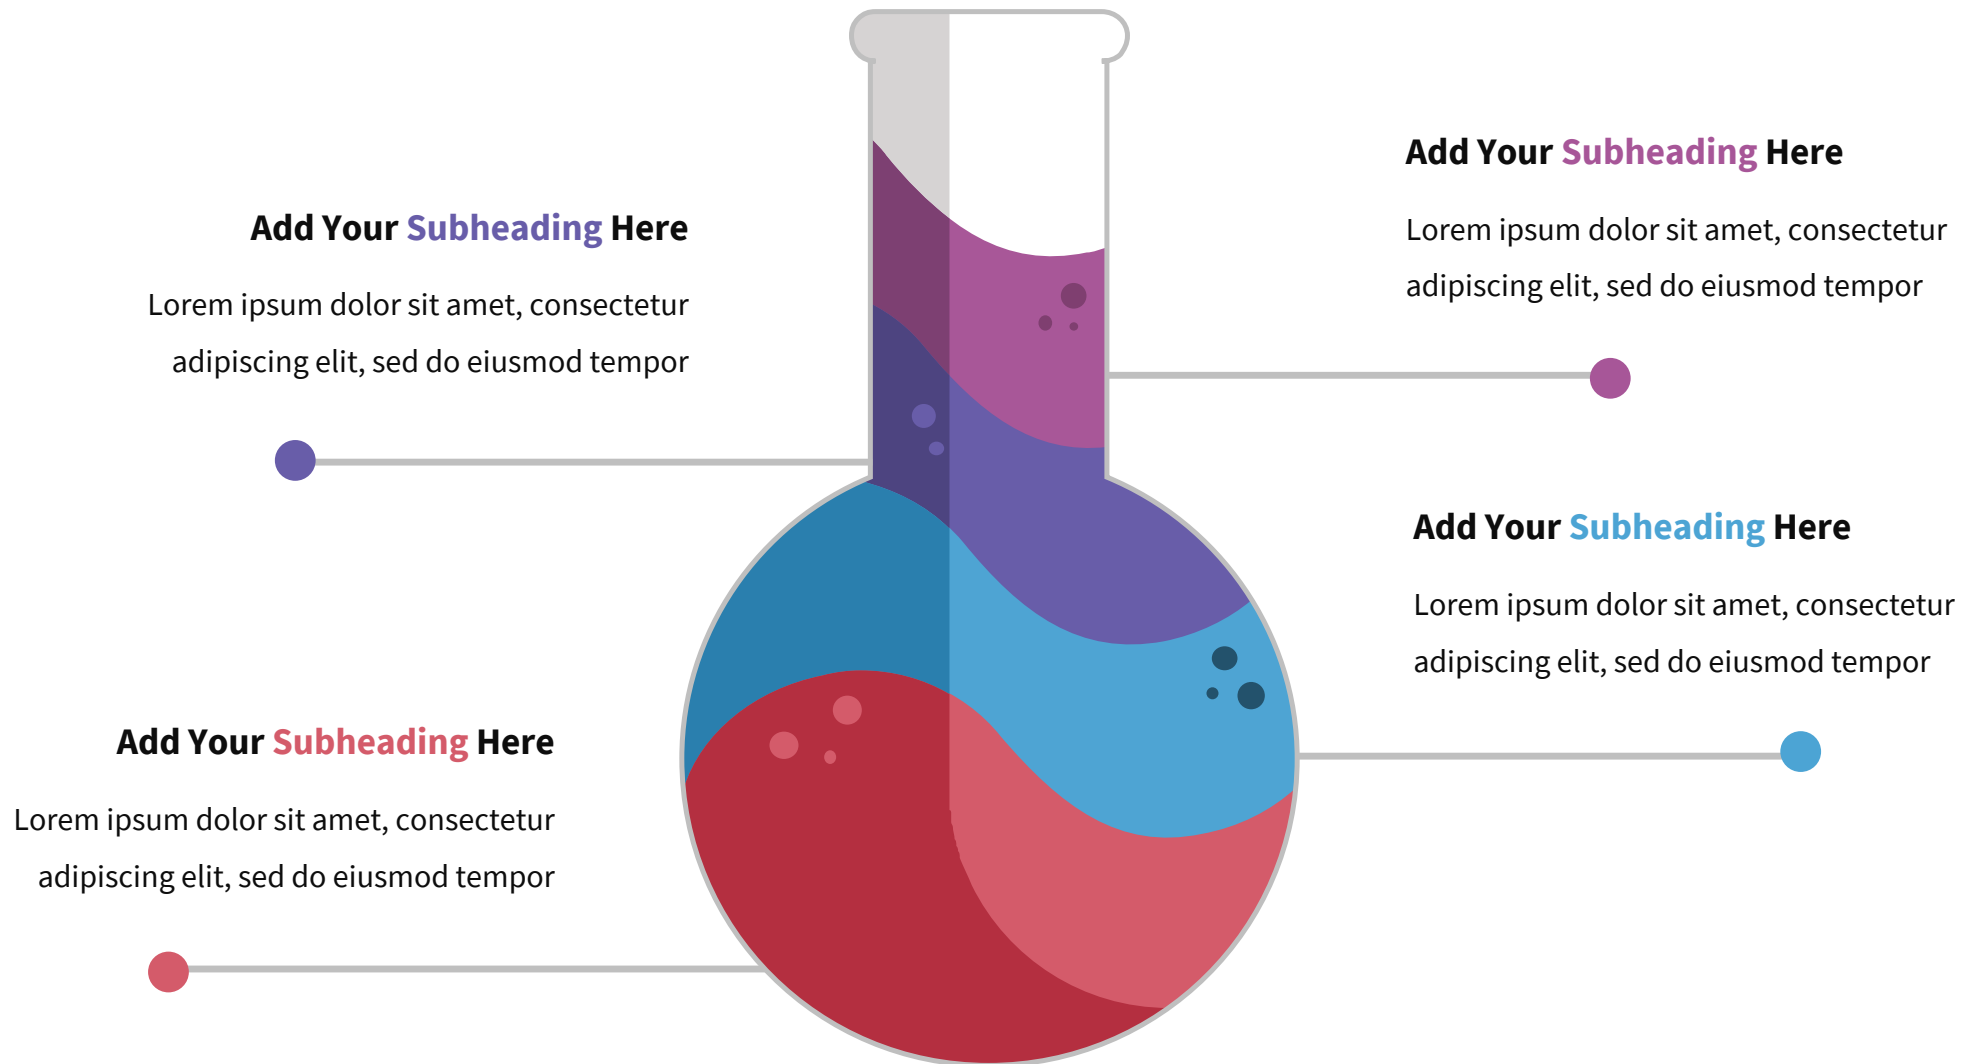 Add Your Subheading Here
Lorem ipsum dolor sit amet, consectetur
adipiscing elit, sed do eiusmod tempor
Add Your Subheading Here
Lorem ipsum dolor sit amet, consectetur
adipiscing elit, sed do eiusmod tempor
Add Your Subheading Here
Lorem ipsum dolor sit amet, consectetur
adipiscing elit, sed do eiusmod tempor
Add Your Subheading Here
Lorem ipsum dolor sit amet, consectetur
adipiscing elit, sed do eiusmod tempor